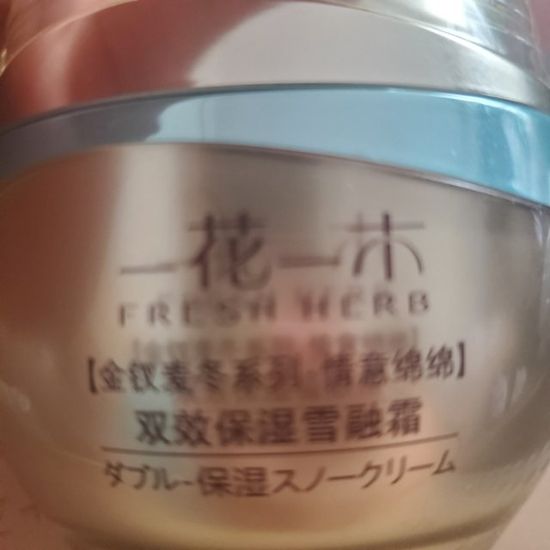 一花一木
FRESH HERB
【金钗麦冬系列·情意绵绵】
双效保湿雪融霜
ダブル-保湿スノークリーム